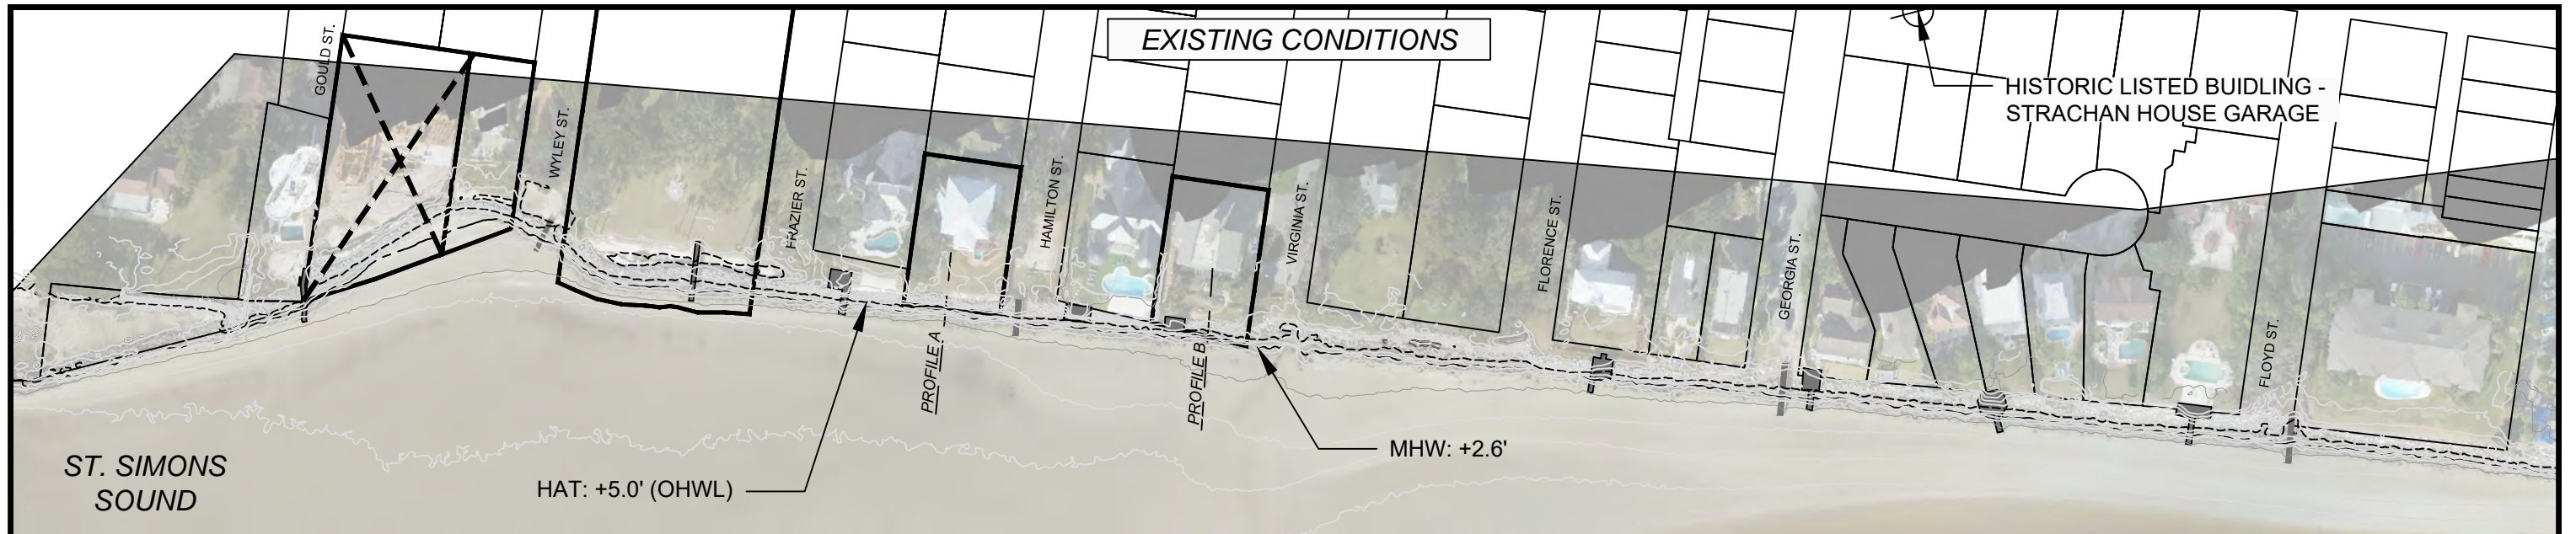 EXISTING CONDITIONS
GOULD ST.
WYLEY ST.
FRAZIER ST.
HAMILTON ST.
VIRGINIA ST.
FLORENCE ST.
GEORGIA ST.
FLOYD ST.
HISTORIC LISTED BUIDLING -
STRACHAN HOUSE GARAGE
PROFILE A
PROFILE B
MHW: +2.6'
HAT: +5.0' (OHWL)
ST. SIMONS
SOUND